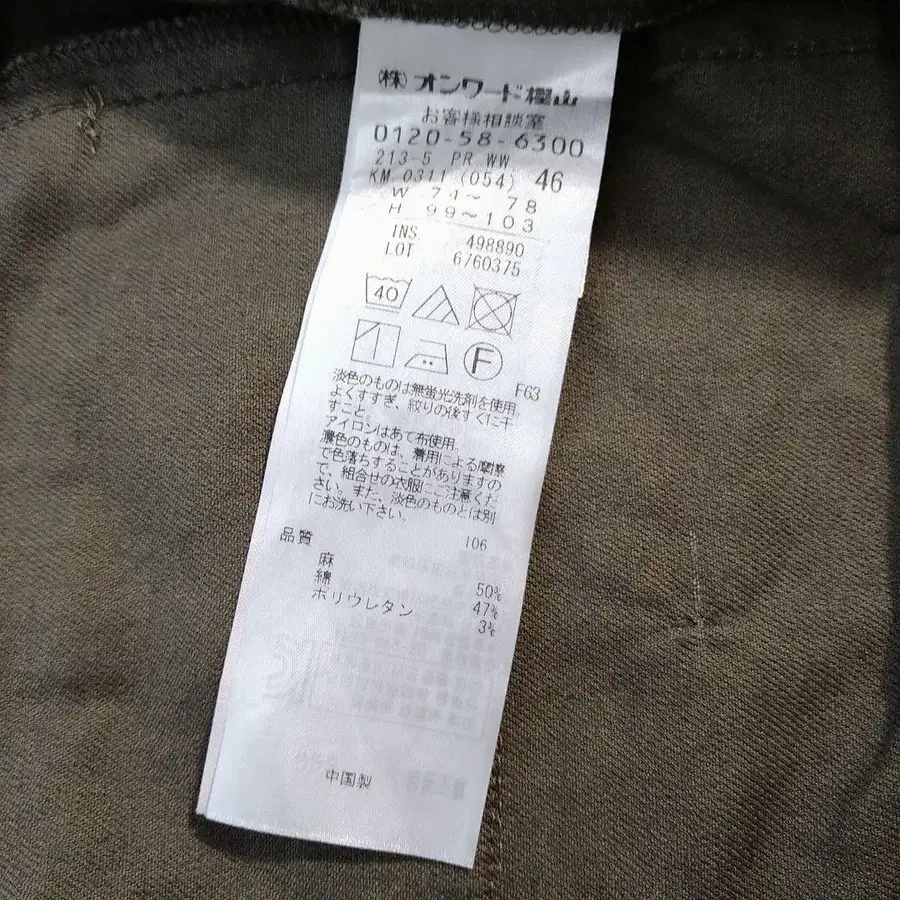 ㈱オンワード樫山
お客様相談室
0120-58-6300
213-5 PR WW
KM 0311 (054) 46
W 74～ 78
H 99～103
INS 498890
LOT 6760375
40
F
F63
淡色のものは無蛍光洗剤を使用。
よくすすぎ、絞りの後すぐに干
すこと。
アイロンはあて布使用。
濃色のものは、着用による摩擦
で色落ちすることがありますの
で、組合せの衣服にご注意くだ
さい。また、淡色のものとは別
にお洗い下さい。
品質 106
麻 50%
綿 47%
ポリウレタン 3%
中国製